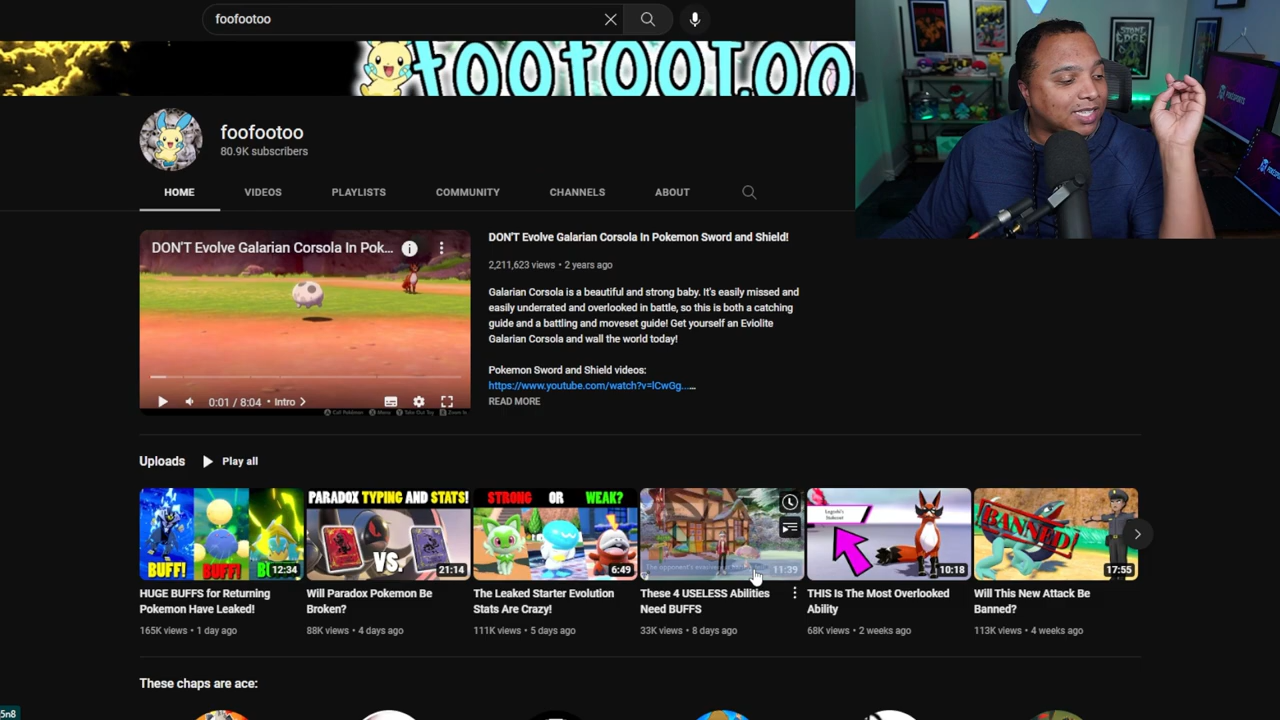 foofootoo
footootoo
foofootoo
80.9K subscribers
HOME VIDEOS PLAYLISTS COMMUNITY CHANNELS ABOUT
DON'T Evolve Galarian Corsola In Pok...
0:01 / 8:04 • Intro
DON'T Evolve Galarian Corsola In Pokemon Sword and Shield!
2,211,623 views • 2 years ago
Galarian Corsola is a beautiful and strong baby. It's easily missed and
easily underrated and overlooked in battle, so this is both a catching
guide and a battling and moveset guide! Get yourself an Eviolite
Galarian Corsola and wall the world today!
Pokemon Sword and Shield videos:
https://www.youtube.com/watch?v=lCwGg...
READ MORE
Uploads Play all
BUFF! BUFF!
12:34
HUGE BUFFS for Returning
Pokemon Have Leaked!
165K views • 1 day ago
PARADOX TYPING AND STATS!
VS.
21:14
Will Paradox Pokemon Be
Broken?
88K views • 4 days ago
STRONG OR WEAK?
6:49
The Leaked Starter Evolution
Stats Are Crazy!
111K views • 5 days ago
11:39
These 4 USELESS Abilities
Need BUFFS
33K views • 8 days ago
10:18
THIS Is The Most Overlooked
Ability
68K views • 2 weeks ago
BANNED!
17:55
Will This New Attack Be
Banned?
113K views • 4 weeks ago
These chaps are ace:
5n8